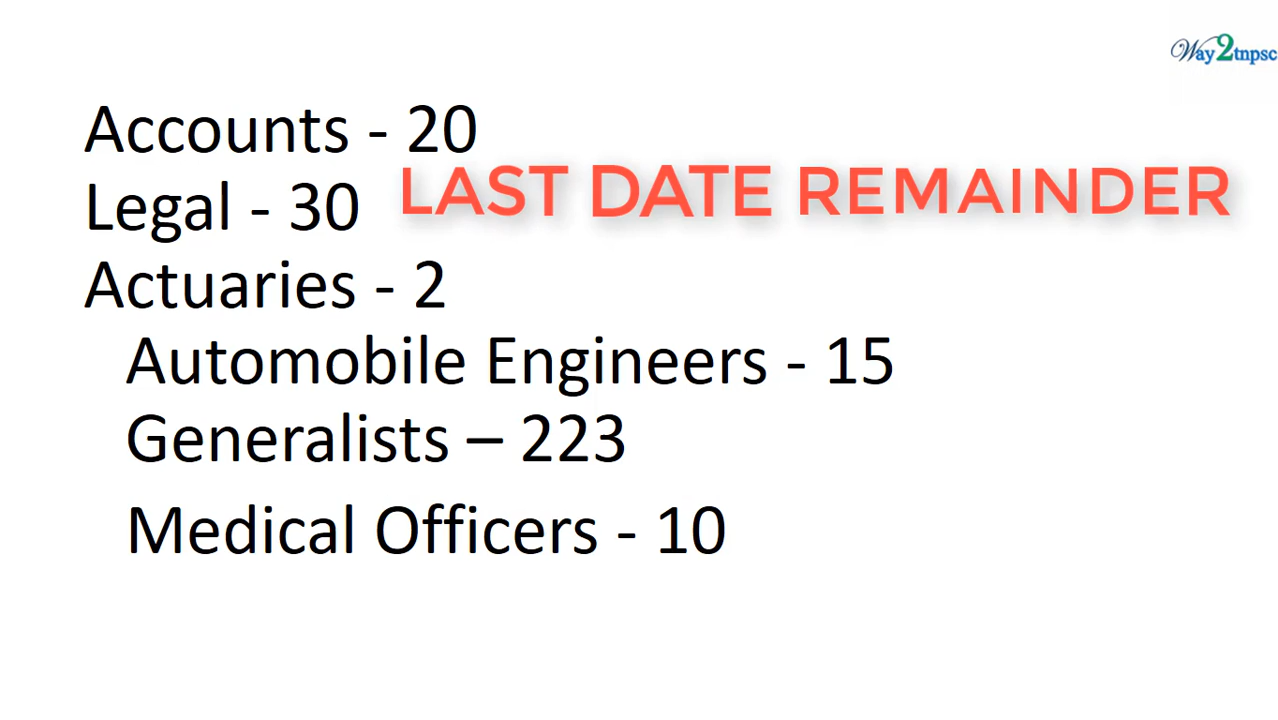 Way2tnpsc
Accounts - 20
LAST DATE REMAINDER
Legal - 30
Actuaries - 2
Automobile Engineers - 15
Generalists – 223
Medical Officers - 10